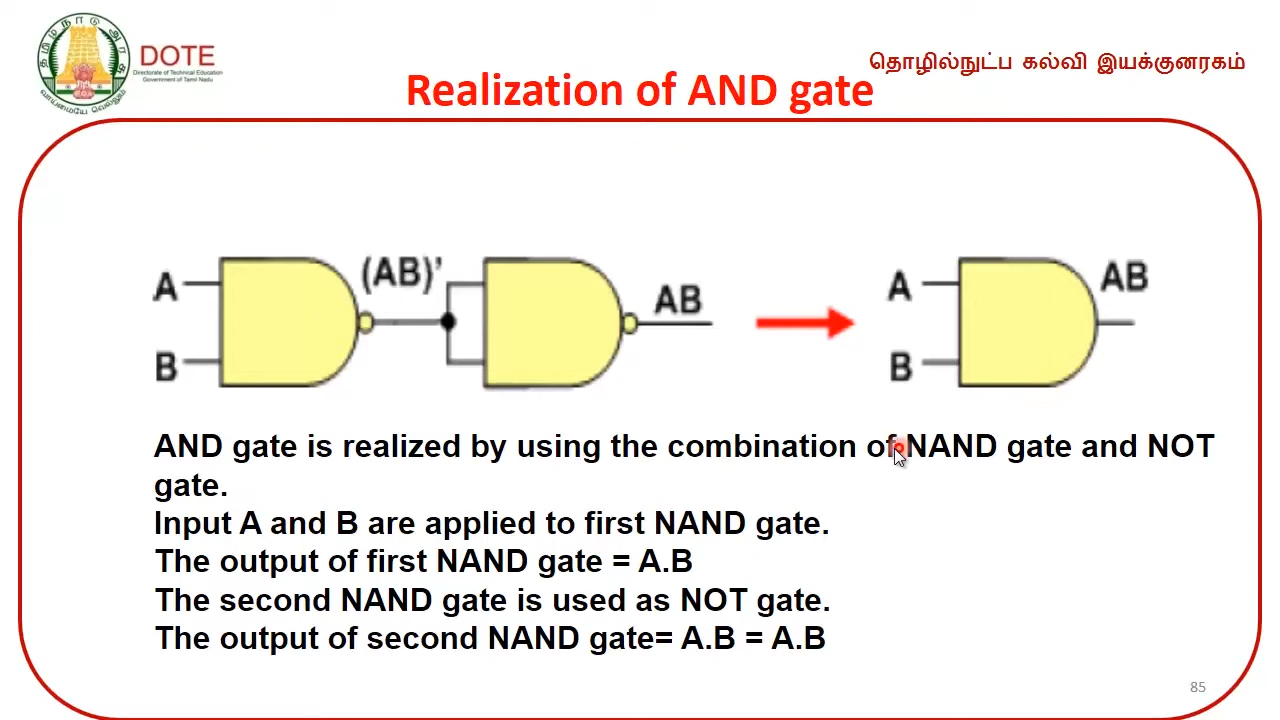 தமிழ்நாடு அரசு
வாய்மையே வெல்லும்
DOTE
Directorate of Technical Education
Government of Tamil Nadu
தொழில்நுட்ப கல்வி இயக்குனரகம்
Realization of AND gate
A
B
(AB)’
AB
A
B
AB
AND gate is realized by using the combination of NAND gate and NOT
gate.
Input A and B are applied to first NAND gate.
The output of first NAND gate = A.B
The second NAND gate is used as NOT gate.
The output of second NAND gate= A.B = A.B
85